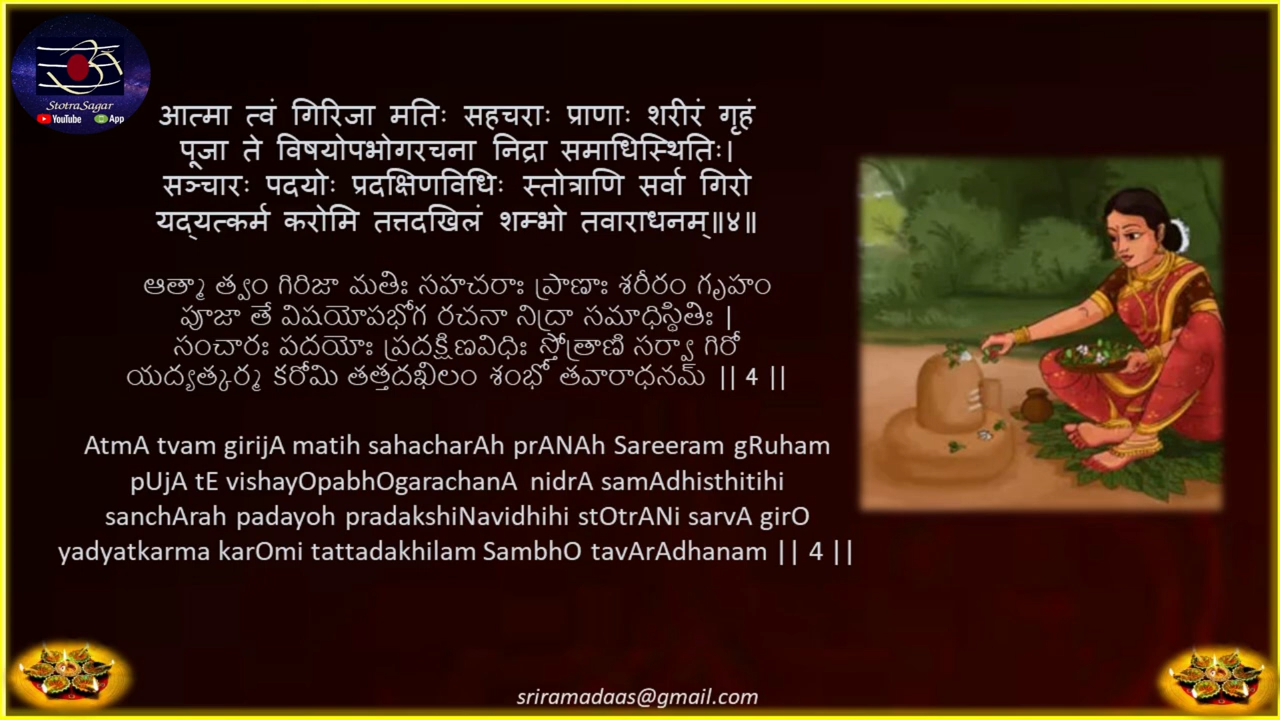 StotraSagar
YouTube App
आत्मा त्वं गिरिजा मतिः सहचराः प्राणाः शरीरं गृहं
पूजा ते विषयोपभोगरचना निद्रा समाधिस्थितिः।
सञ्चारः पदयोः प्रदक्षिणविधिः स्तोत्राणि सर्वा गिरो
यद्यत्कर्म करोमि तत्तदखिलं शम्भो तवाराधनम्॥४॥
ఆత్మా త్వం గిరిజా మతిః సహచరాః ప్రాణాః శరీరం గృహం
పూజా తే విషయోపభోగ రచనా నిద్రా సమాధిస్థితిః |
సంచారః పదయోః ప్రదక్షిణవిధిః స్తోత్రాణి సర్వా గిరో
యద్యత్కర్మ కరోమి తత్తదఖిలం శంభో తవారాధనమ్ || 4 ||
AtmA tvam girijA matih sahacharAh prANAh Sareeram gRuham
pUjA tE vishayOpabhOgarachanA nidrA samAdhisthitihi
sanchArah padayoh pradakshiNavidhihi stOtrANi sarvA girO
yadyatkarma karOmi tattadakhilam SambhO tavArAdhanam || 4 ||
sriramadaas@gmail.com